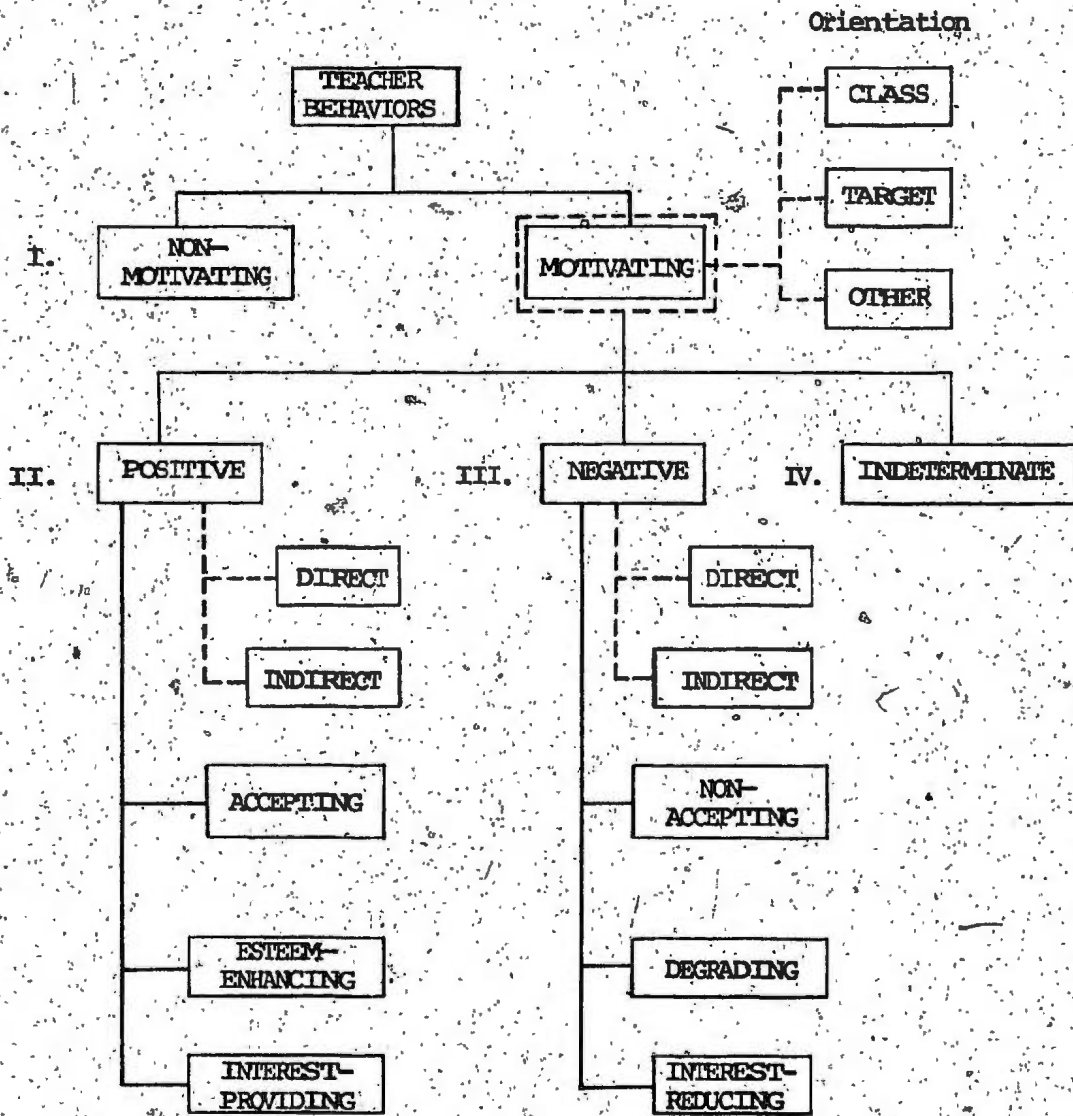 Orientation
TEACHER
BEHAVIORS
CLASS
TARGET
OTHER
I.
NON-
MOTIVATING
MOTIVATING
II.
POSITIVE
III.
NEGATIVE
IV.
INDETERMINATE
DIRECT
INDIRECT
DIRECT
INDIRECT
ACCEPTING
NON-
ACCEPTING
ESTEEM-
ENHANCING
DEGRADING
INTEREST-
PROVIDING
INTEREST-
REDUCING